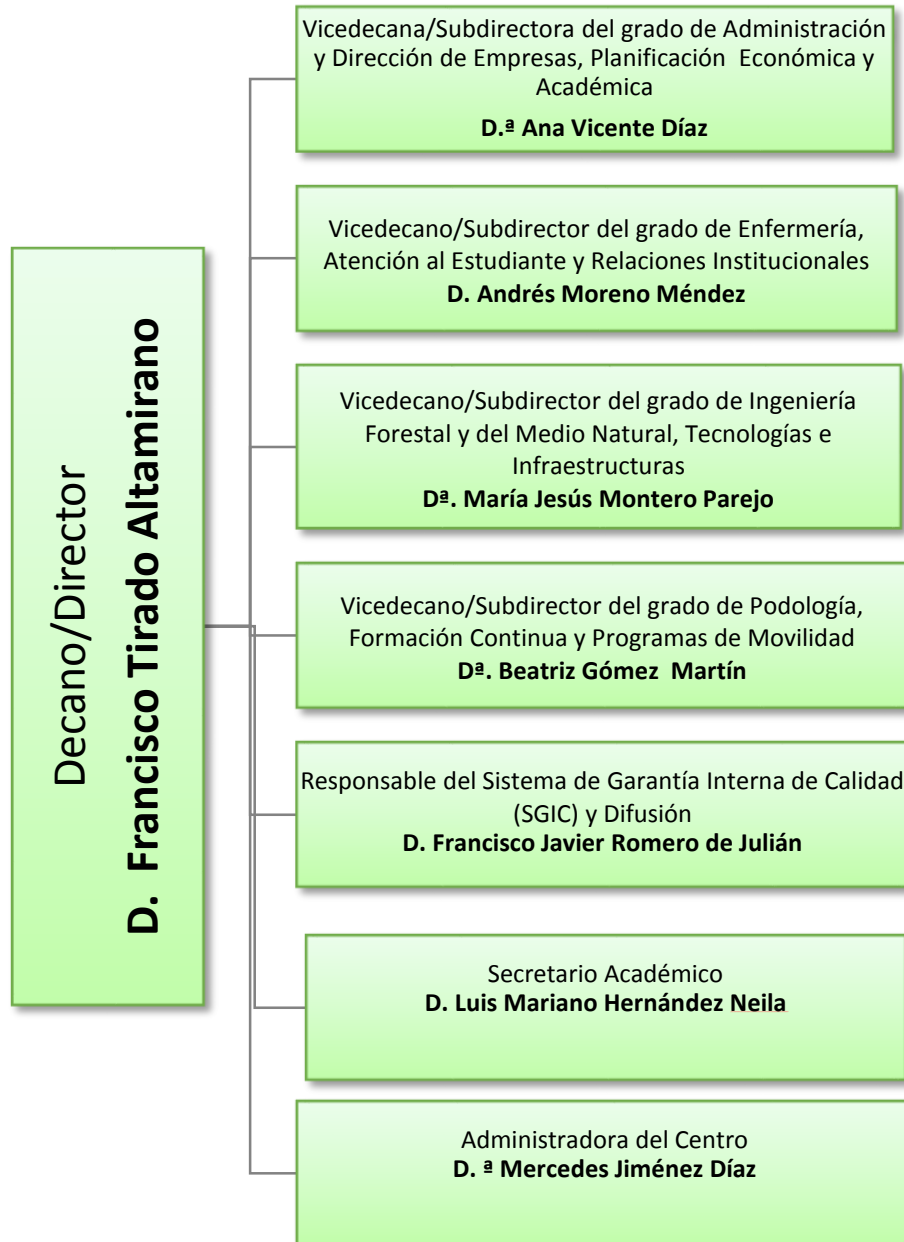 Decano/Director
D. Francisco Tirado Altamirano
Vicedecana/Subdirectora del grado de Administración
y Dirección de Empresas, Planificación Económica y
Académica
D.ª Ana Vicente Díaz
Vicedecano/Subdirector del grado de Enfermería,
Atención al Estudiante y Relaciones Institucionales
D. Andrés Moreno Méndez
Vicedecano/Subdirector del grado de Ingeniería
Forestal y del Medio Natural, Tecnologías e
Infraestructuras
Dª. María Jesús Montero Parejo
Vicedecano/Subdirector del grado de Podología,
Formación Continua y Programas de Movilidad
Dª. Beatriz Gómez Martín
Responsable del Sistema de Garantía Interna de Calidad
(SGIC) y Difusión
D. Francisco Javier Romero de Julián
Secretario Académico
D. Luis Mariano Hernández Neila
Administradora del Centro
D. ª Mercedes Jiménez Díaz